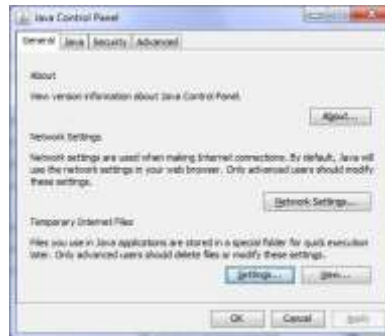 Java Control Panel
General Java Security Advanced
About
View version information about Java Control Panel.
About...
Network Settings
Network settings are used when making Internet connections. By default, Java will
use the network settings in your web browser. Only advanced users should modify
these settings.
Network Settings...
Temporary Internet Files
Files you use in Java applications are stored in a special folder for quick execution
later. Only advanced users should delete files or modify these settings.
Settings... View...
OK Cancel Apply